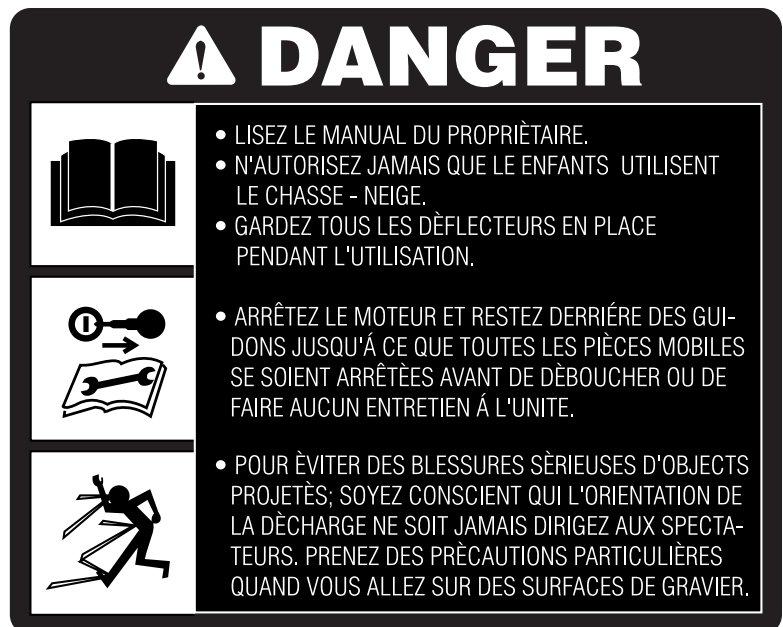 DANGER
• LISEZ LE MANUAL DU PROPRIÈTAIRE.
• N'AUTORISEZ JAMAIS QUE LE ENFANTS UTILISENT
LE CHASSE - NEIGE.
• GARDEZ TOUS LES DÈFLECTEURS EN PLACE
PENDANT L'UTILISATION.
• ARRÊTEZ LE MOTEUR ET RESTEZ DERRIÉRE DES GUI-
DONS JUSQU'Á CE QUE TOUTES LES PIÈCES MOBILES
SE SOIENT ARRÊTÈES AVANT DE DÈBOUCHER OU DE
FAIRE AUCUN ENTRETIEN Á L'UNITE.
• POUR ÈVITER DES BLESSURES SÈRIEUSES D'OBJECTS
PROJETÈS; SOYEZ CONSCIENT QUI L'ORIENTATION DE
LA DÈCHARGE NE SOIT JAMAIS DIRIGEZ AUX SPECTA-
TEURS. PRENEZ DES PRÈCAUTIONS PARTICULIÈRES
QUAND VOUS ALLEZ SUR DES SURFACES DE GRAVIER.